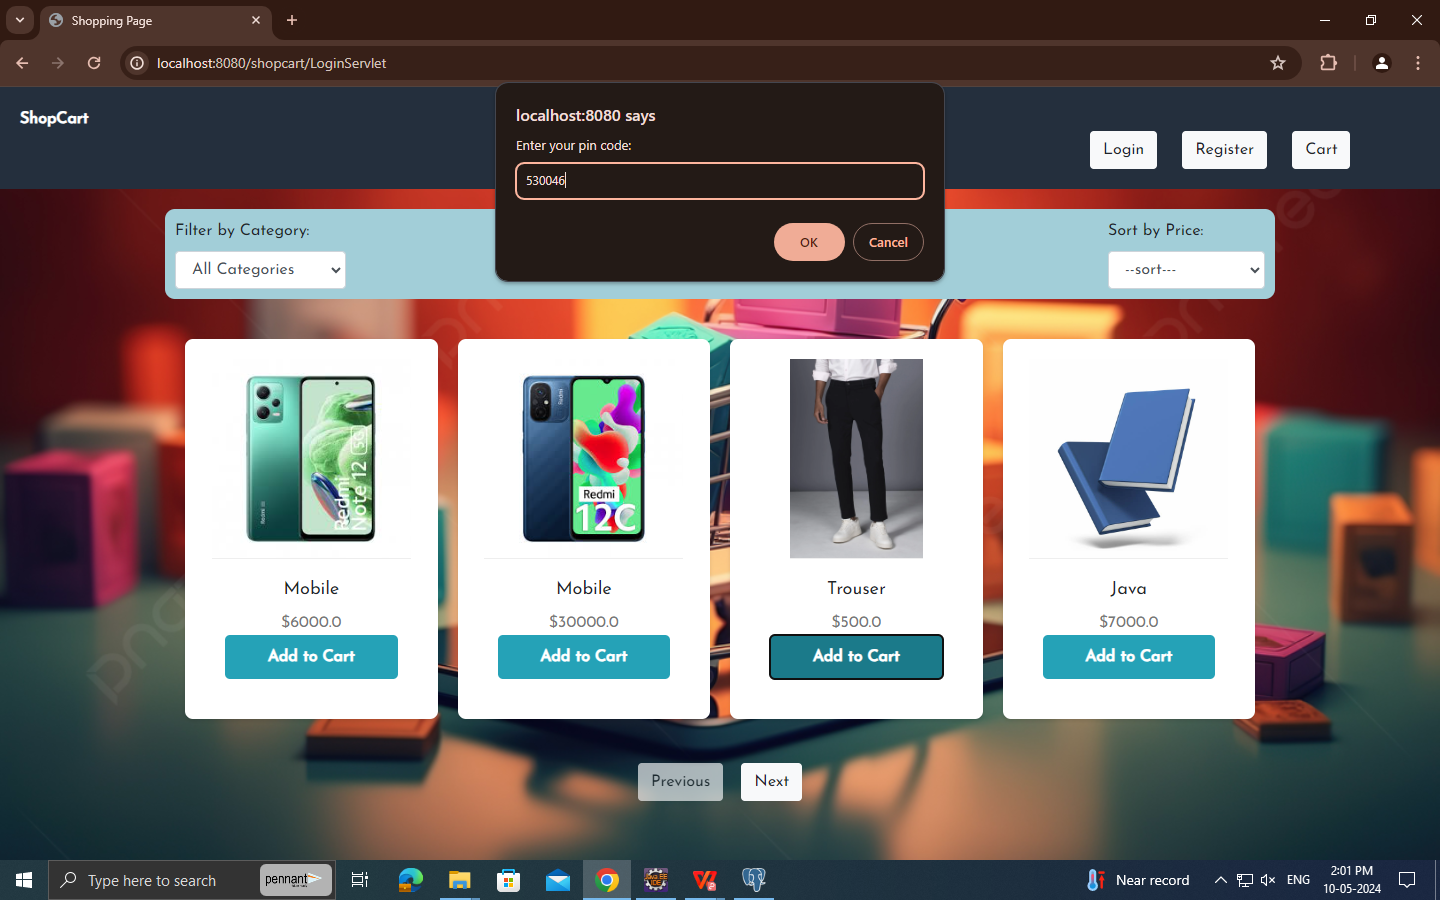 Shopping Page
localhost:8080/shopcart/LoginServlet
ShopCart
localhost:8080 says
Enter your pin code:
530046
OK
Cancel
Login
Register
Cart
Filter by Category:
All Categories
Sort by Price:
--sort---
Redmi
Note 12 5G
Redmi
12C
Mobile
Mobile
Trouser
Java
$6000.0
$30000.0
$500.0
$7000.0
Add to Cart
Add to Cart
Add to Cart
Add to Cart
Previous
Next
Type here to search
pennant
Near record
ENG
2:01 PM
10-05-2024